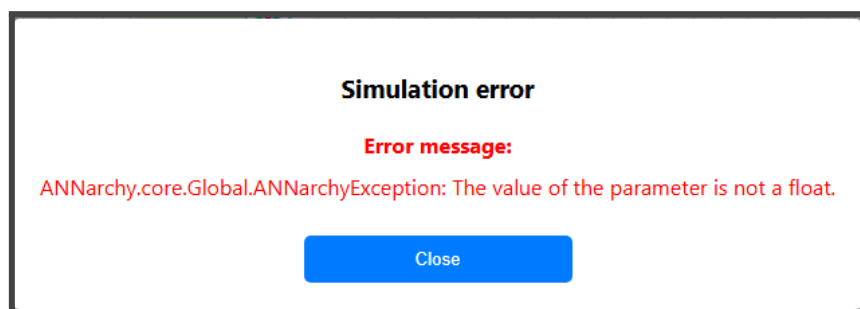 Simulation error
Error message:
ANNarchy.core.Global.ANNarchyException: The value of the parameter is not a float.
Close